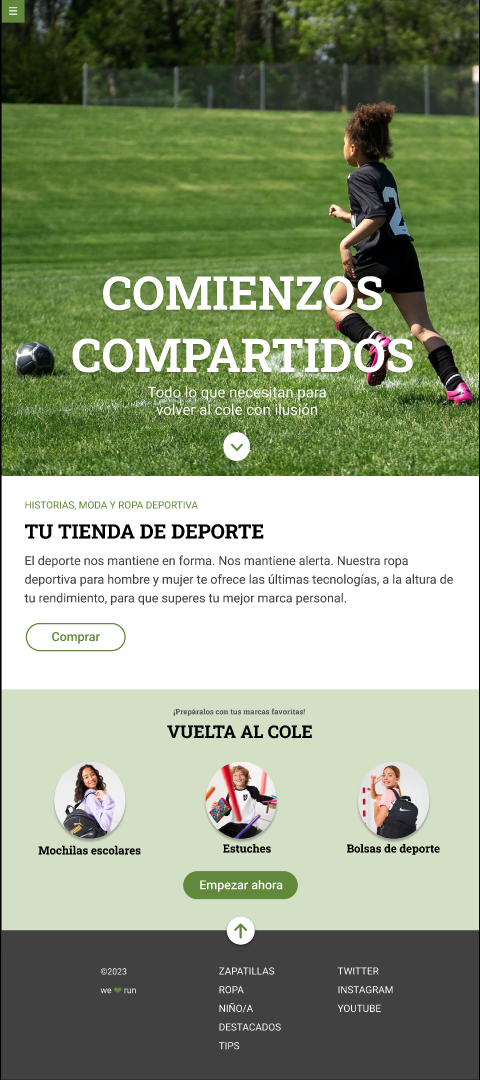 2
COMIENZOS
COMPARTIDOS
Todo lo que necesitan para
volver al cole con ilusión
HISTORIAS, MODA Y ROPA DEPORTIVA
TU TIENDA DE DEPORTE
El deporte nos mantiene en forma. Nos mantiene alerta. Nuestra ropa
deportiva para hombre y mujer te ofrece las últimas tecnologías, a la altura de
tu rendimiento, para que superes tu mejor marca personal.
Comprar
¡Prepáralos con tus marcas favoritas!
VUELTA AL COLE
Mochilas escolares
Estuches
Bolsas de deporte
Empezar ahora
©2023
we run
ZAPATILLAS
ROPA
NIÑO/A
DESTACADOS
TIPS
TWITTER
INSTAGRAM
YOUTUBE